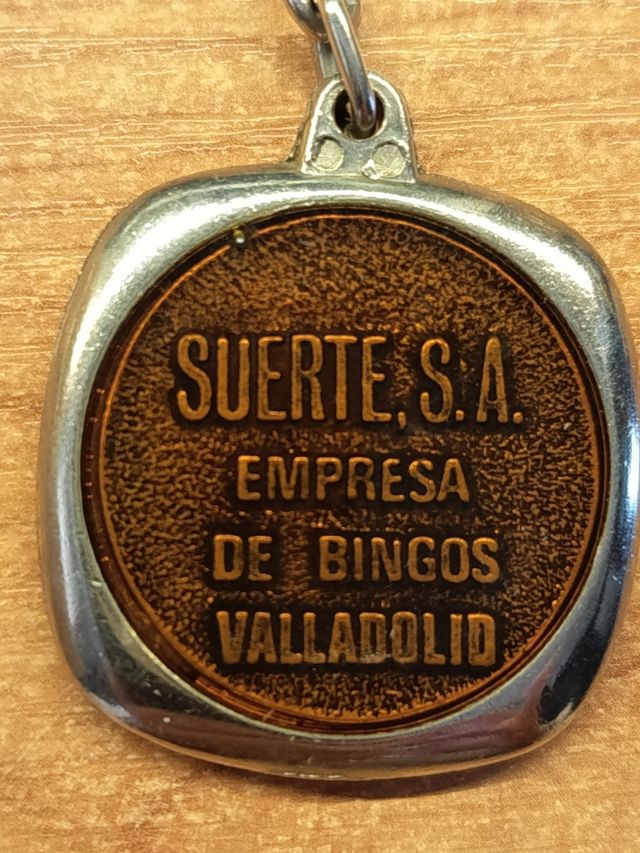 SUERTE, S.A.
EMPRESA
DE BINGOS
VALLADOLID